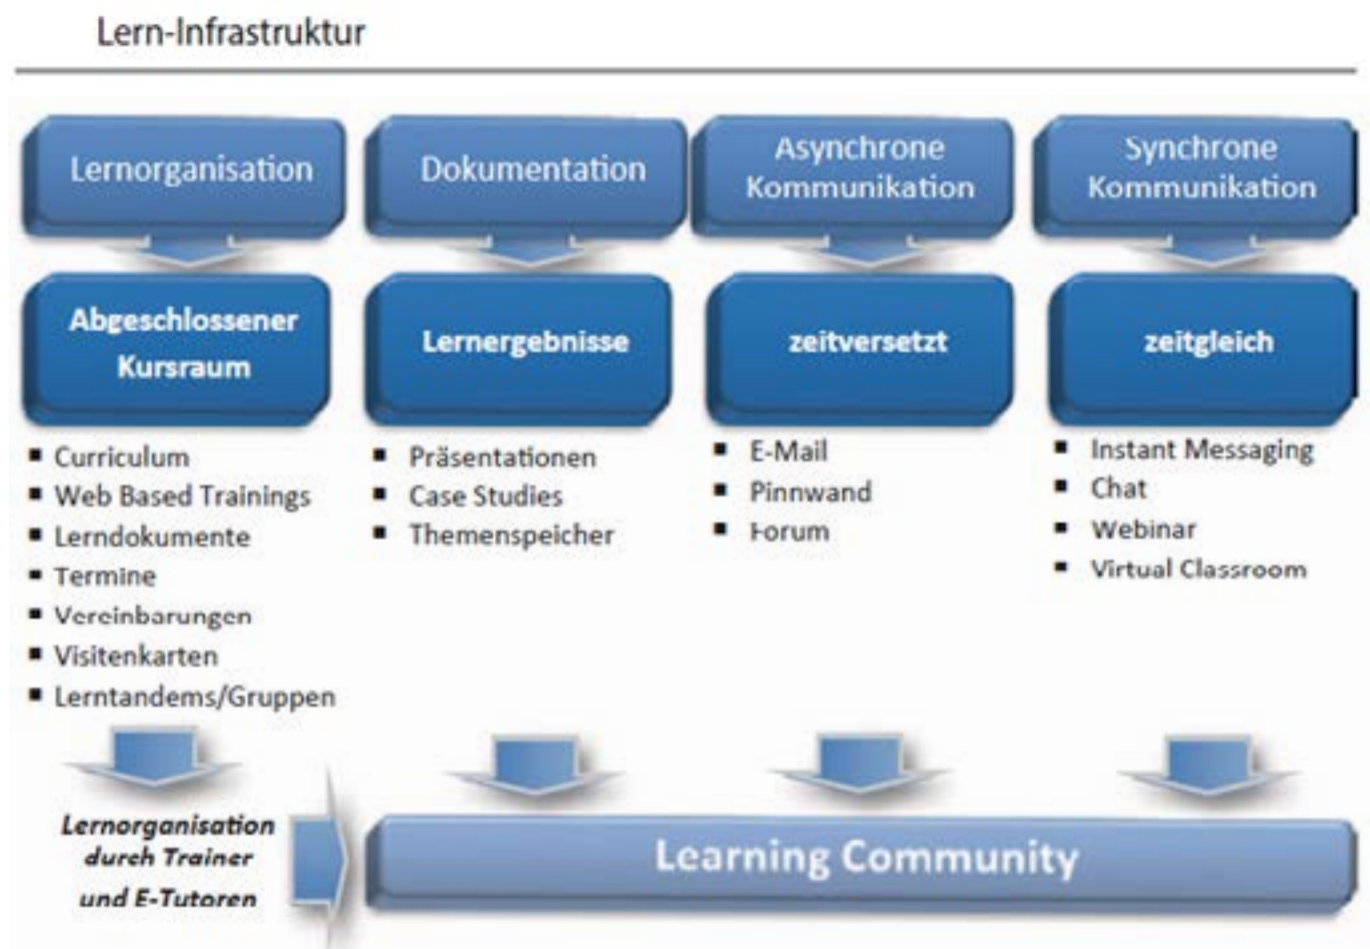 Lern-Infrastruktur
Lernorganisation
Dokumentation
Asynchrone
Kommunikation
Synchrone
Kommunikation
Abgeschlossener
Kursraum
Lernergebnisse
zeitversetzt
zeitgleich
▪ Curriculum
▪ Web Based Trainings
▪ Lerndokumente
▪ Termine
▪ Vereinbarungen
▪ Visitenkarten
▪ Lerntandems/Gruppen
▪ Präsentationen
▪ Case Studies
▪ Themenspeicher
▪ E-Mail
▪ Pinnwand
▪ Forum
▪ Instant Messaging
▪ Chat
▪ Webinar
▪ Virtual Classroom
Lernorganisation
durch Trainer
und E-Tutoren
Learning Community